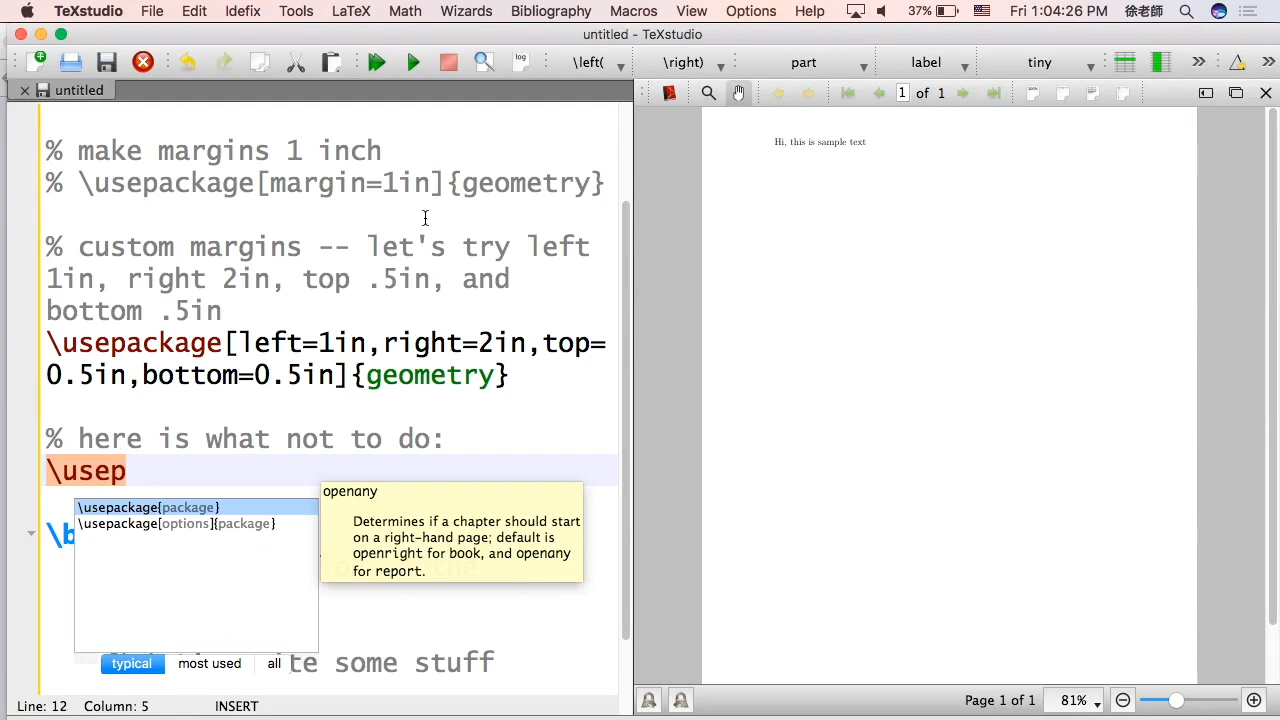 TeXstudio File Edit Idefix Tools LaTeX Math Wizards Bibliography Macros View Options Help 37% Fri 1:04:26 PM 徐老師
untitled - TeXstudio
log \left( \right) part label tiny
untitled
1 of 1
% make margins 1 inch
% \usepackage[margin=1in]{geometry}
% custom margins -- let's try left
1in, right 2in, top .5in, and
bottom .5in
\usepackage[left=1in,right=2in,top=
0.5in,bottom=0.5in]{geometry}
% here is what not to do:
\usep
\usepackage{package}
\usepackage[options]{package}
openany
Determines if a chapter should start
on a right-hand page; default is
openright for book, and openany
for report.
\b
the
typical most used all
te some stuff
Line: 12 Column: 5 INSERT
Hi, this is sample text
Page 1 of 1 81%